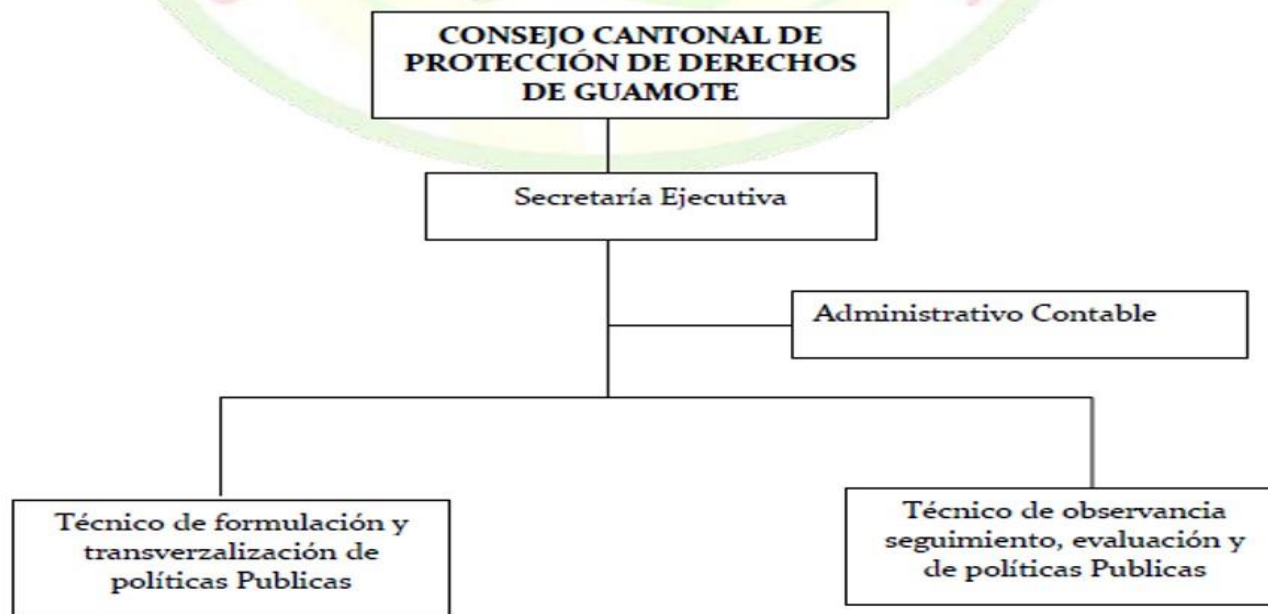 CONSEJO CANTONAL DE
PROTECCIÓN DE DERECHOS
DE GUAMOTE
Secretaría Ejecutiva
Administrativo Contable
Técnico de formulación y
transverzalización de
políticas Publicas
Técnico de observancia
seguimiento, evaluación y
de políticas Publicas